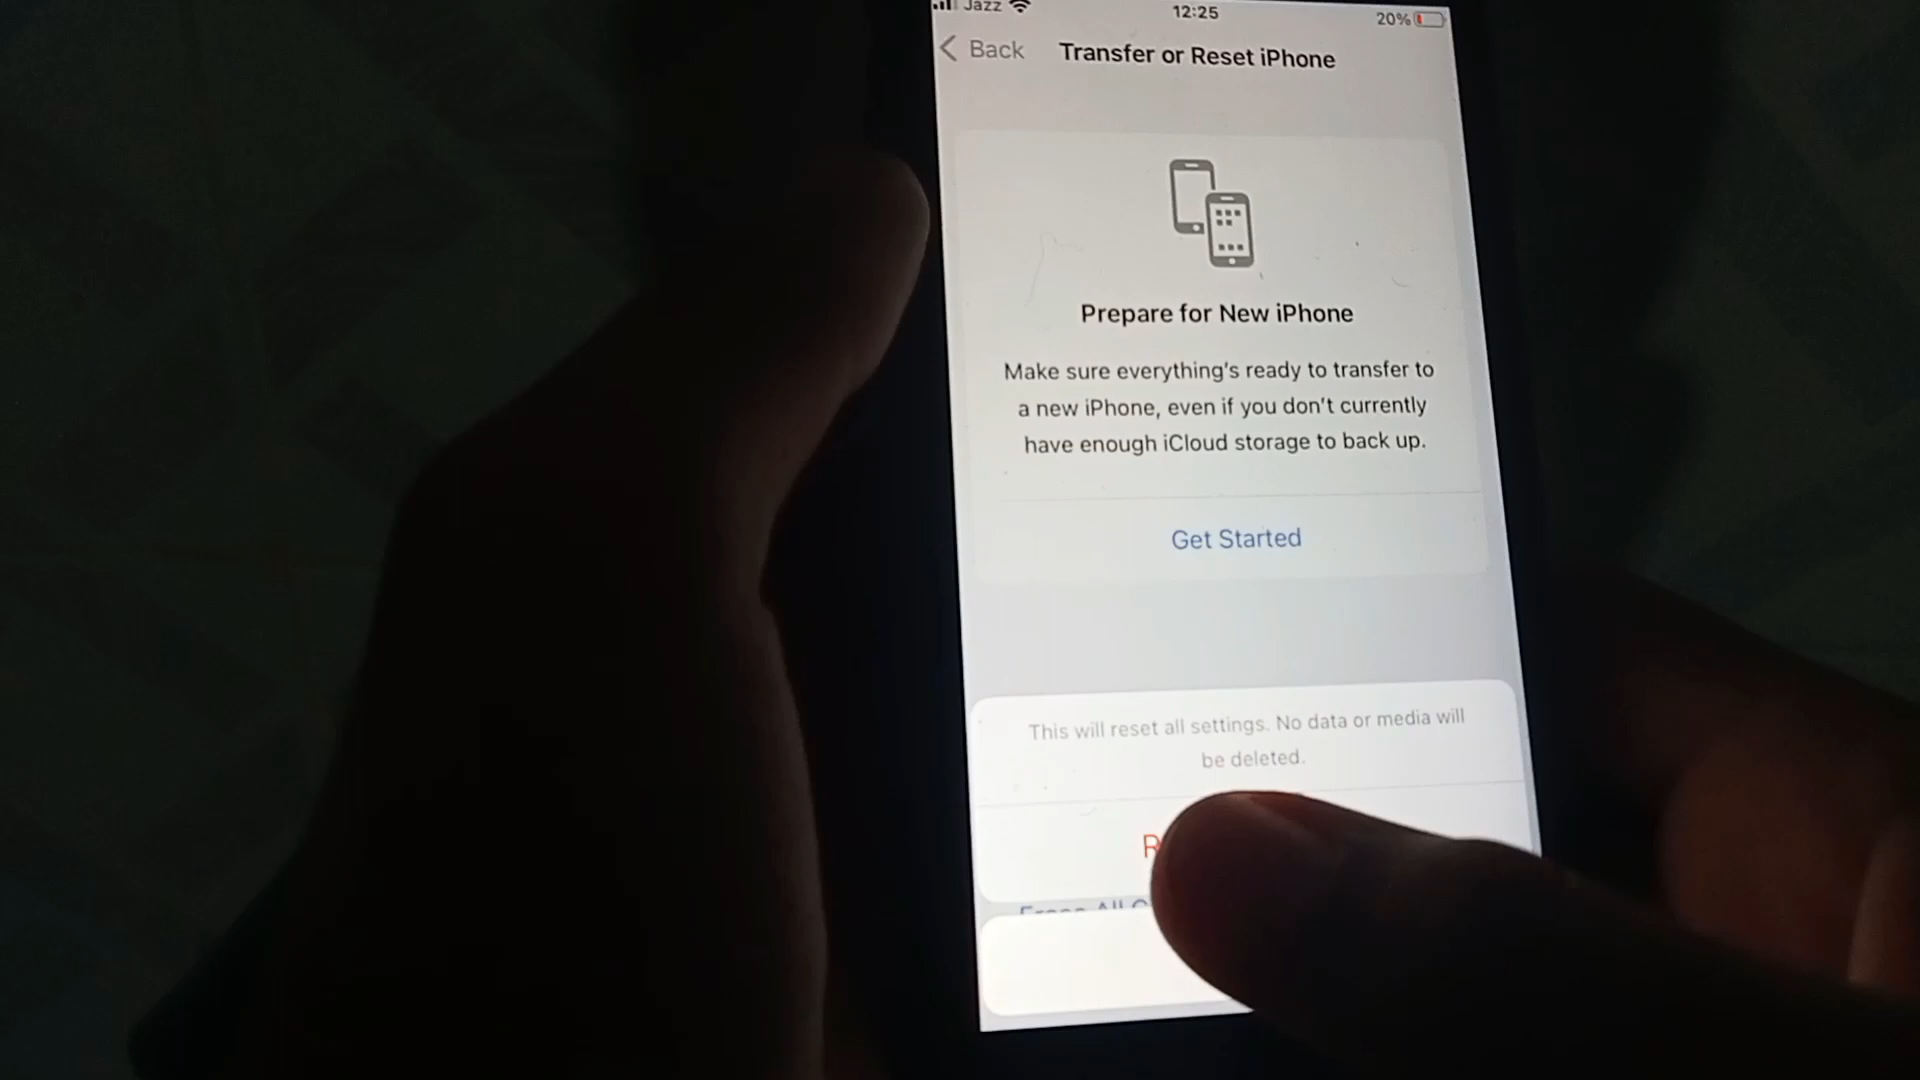 Jazz 12:25 20%
Back Transfer or Reset iPhone
Prepare for New iPhone
Make sure everything's ready to transfer to
a new iPhone, even if you don't currently
have enough iCloud storage to back up.
Get Started
This will reset all settings. No data or media will
be deleted.
Erase All